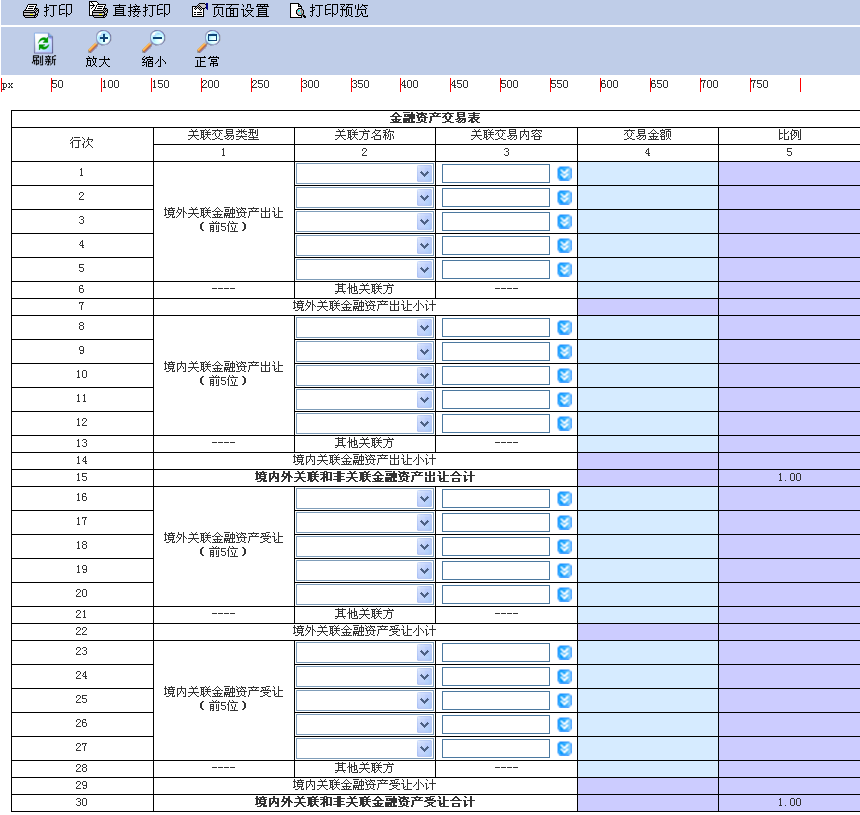 打印 直接打印 页面设置 打印预览
刷新 放大 缩小 正常
px 50 100 150 200 250 300 350 400 450 500 550 600 650 700 750
金融资产交易表
行次 关联交易类型 关联方名称 关联交易内容 交易金额 比例
1 2 3 4 5
1
2
境外关联金融资产出让
3
(前5位)
4
5
6 ---- 其他关联方 ----
7 境外关联金融资产出让小计
8
9
境内关联金融资产出让
10
(前5位)
11
12
13 ---- 其他关联方 ----
14 境内关联金融资产出让小计
15 境内外关联和非关联金融资产出让合计 1.00
16
17
境外关联金融资产受让
18
(前5位)
19
20
21 ---- 其他关联方 ----
22 境外关联金融资产受让小计
23
24
境内关联金融资产受让
25
(前5位)
26
27
28 ---- 其他关联方 ----
29 境内关联金融资产受让小计
30 境内外关联和非关联金融资产受让合计 1.00